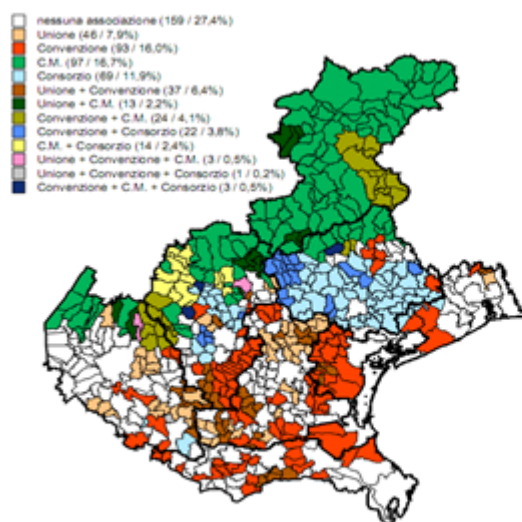 nessuna associazione (159 / 27,4%)
Unione (46 / 7,9%)
Convenzione (93 / 16,0%)
C.M. (97 / 16,7%)
Consorzio (69 / 11,9%)
Unione + Convenzione (37 / 6,4%)
Unione + C.M. (13 / 2,2%)
Convenzione + C.M. (24 / 4,1%)
Convenzione + Consorzio (22 / 3,8%)
C.M. + Consorzio (14 / 2,4%)
Unione + Convenzione + C.M. (3 / 0,5%)
Unione + Convenzione + Consorzio (1 / 0,2%)
Convenzione + C.M. + Consorzio (3 / 0,5%)